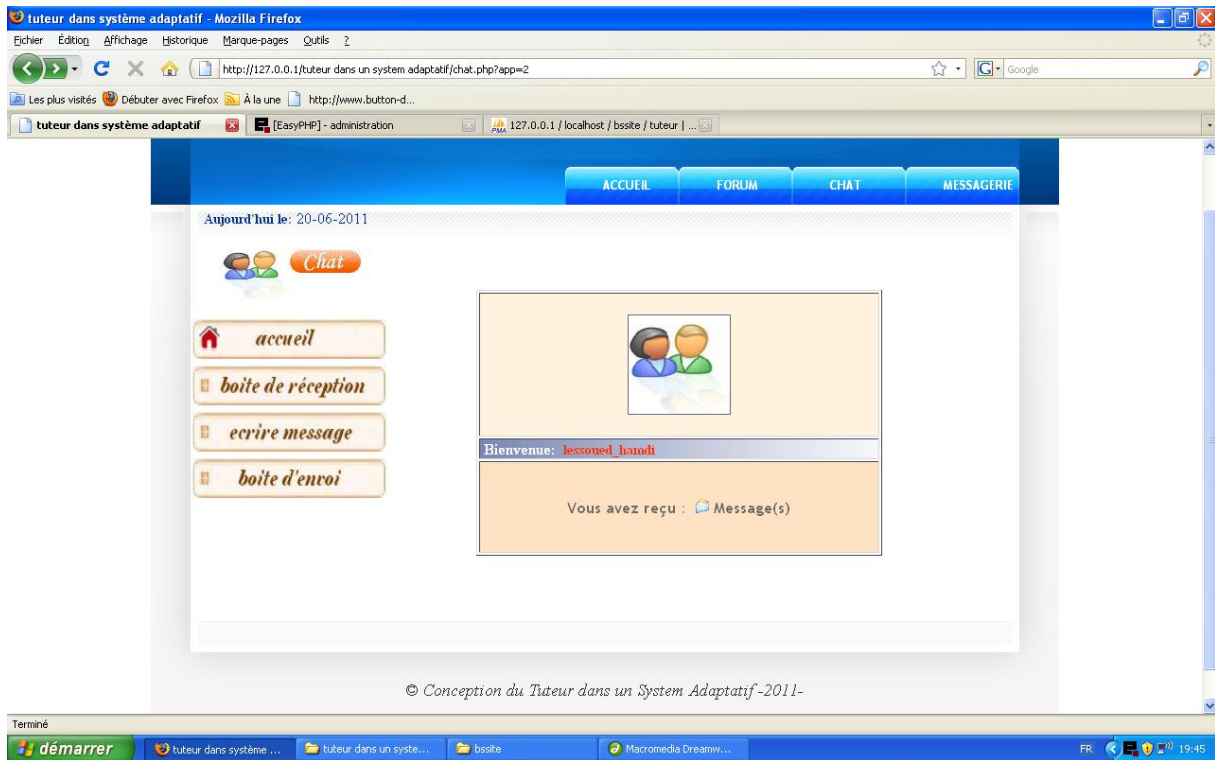 tuteur dans système adaptatif - Mozilla Firefox
Fichier Édition Affichage Historique Marque-pages Outils ?
http://127.0.0.1/tuteur dans un system adaptatif/chat.php?app=2
Google
Les plus visités Débuter avec Firefox À la une http://www.button-d...
tuteur dans système adaptatif [EasyPHP] - administration 127.0.0.1 / localhost / bssite / tuteur | ...
ACCUEIL FORUM CHAT MESSAGERIE
Aujourd'hui le: 20-06-2011
Chat
accueil
boite de réception
ecrire message
boite d'envoi
Bienvenue: lessoued_hamdi
Vous avez reçu : Message(s)
© Conception du Tuteur dans un System Adaptatif -2011-
Terminé
démarrer tuteur dans système ... tuteur dans un syste... bssite Macromedia Dreamw... FR 19:45